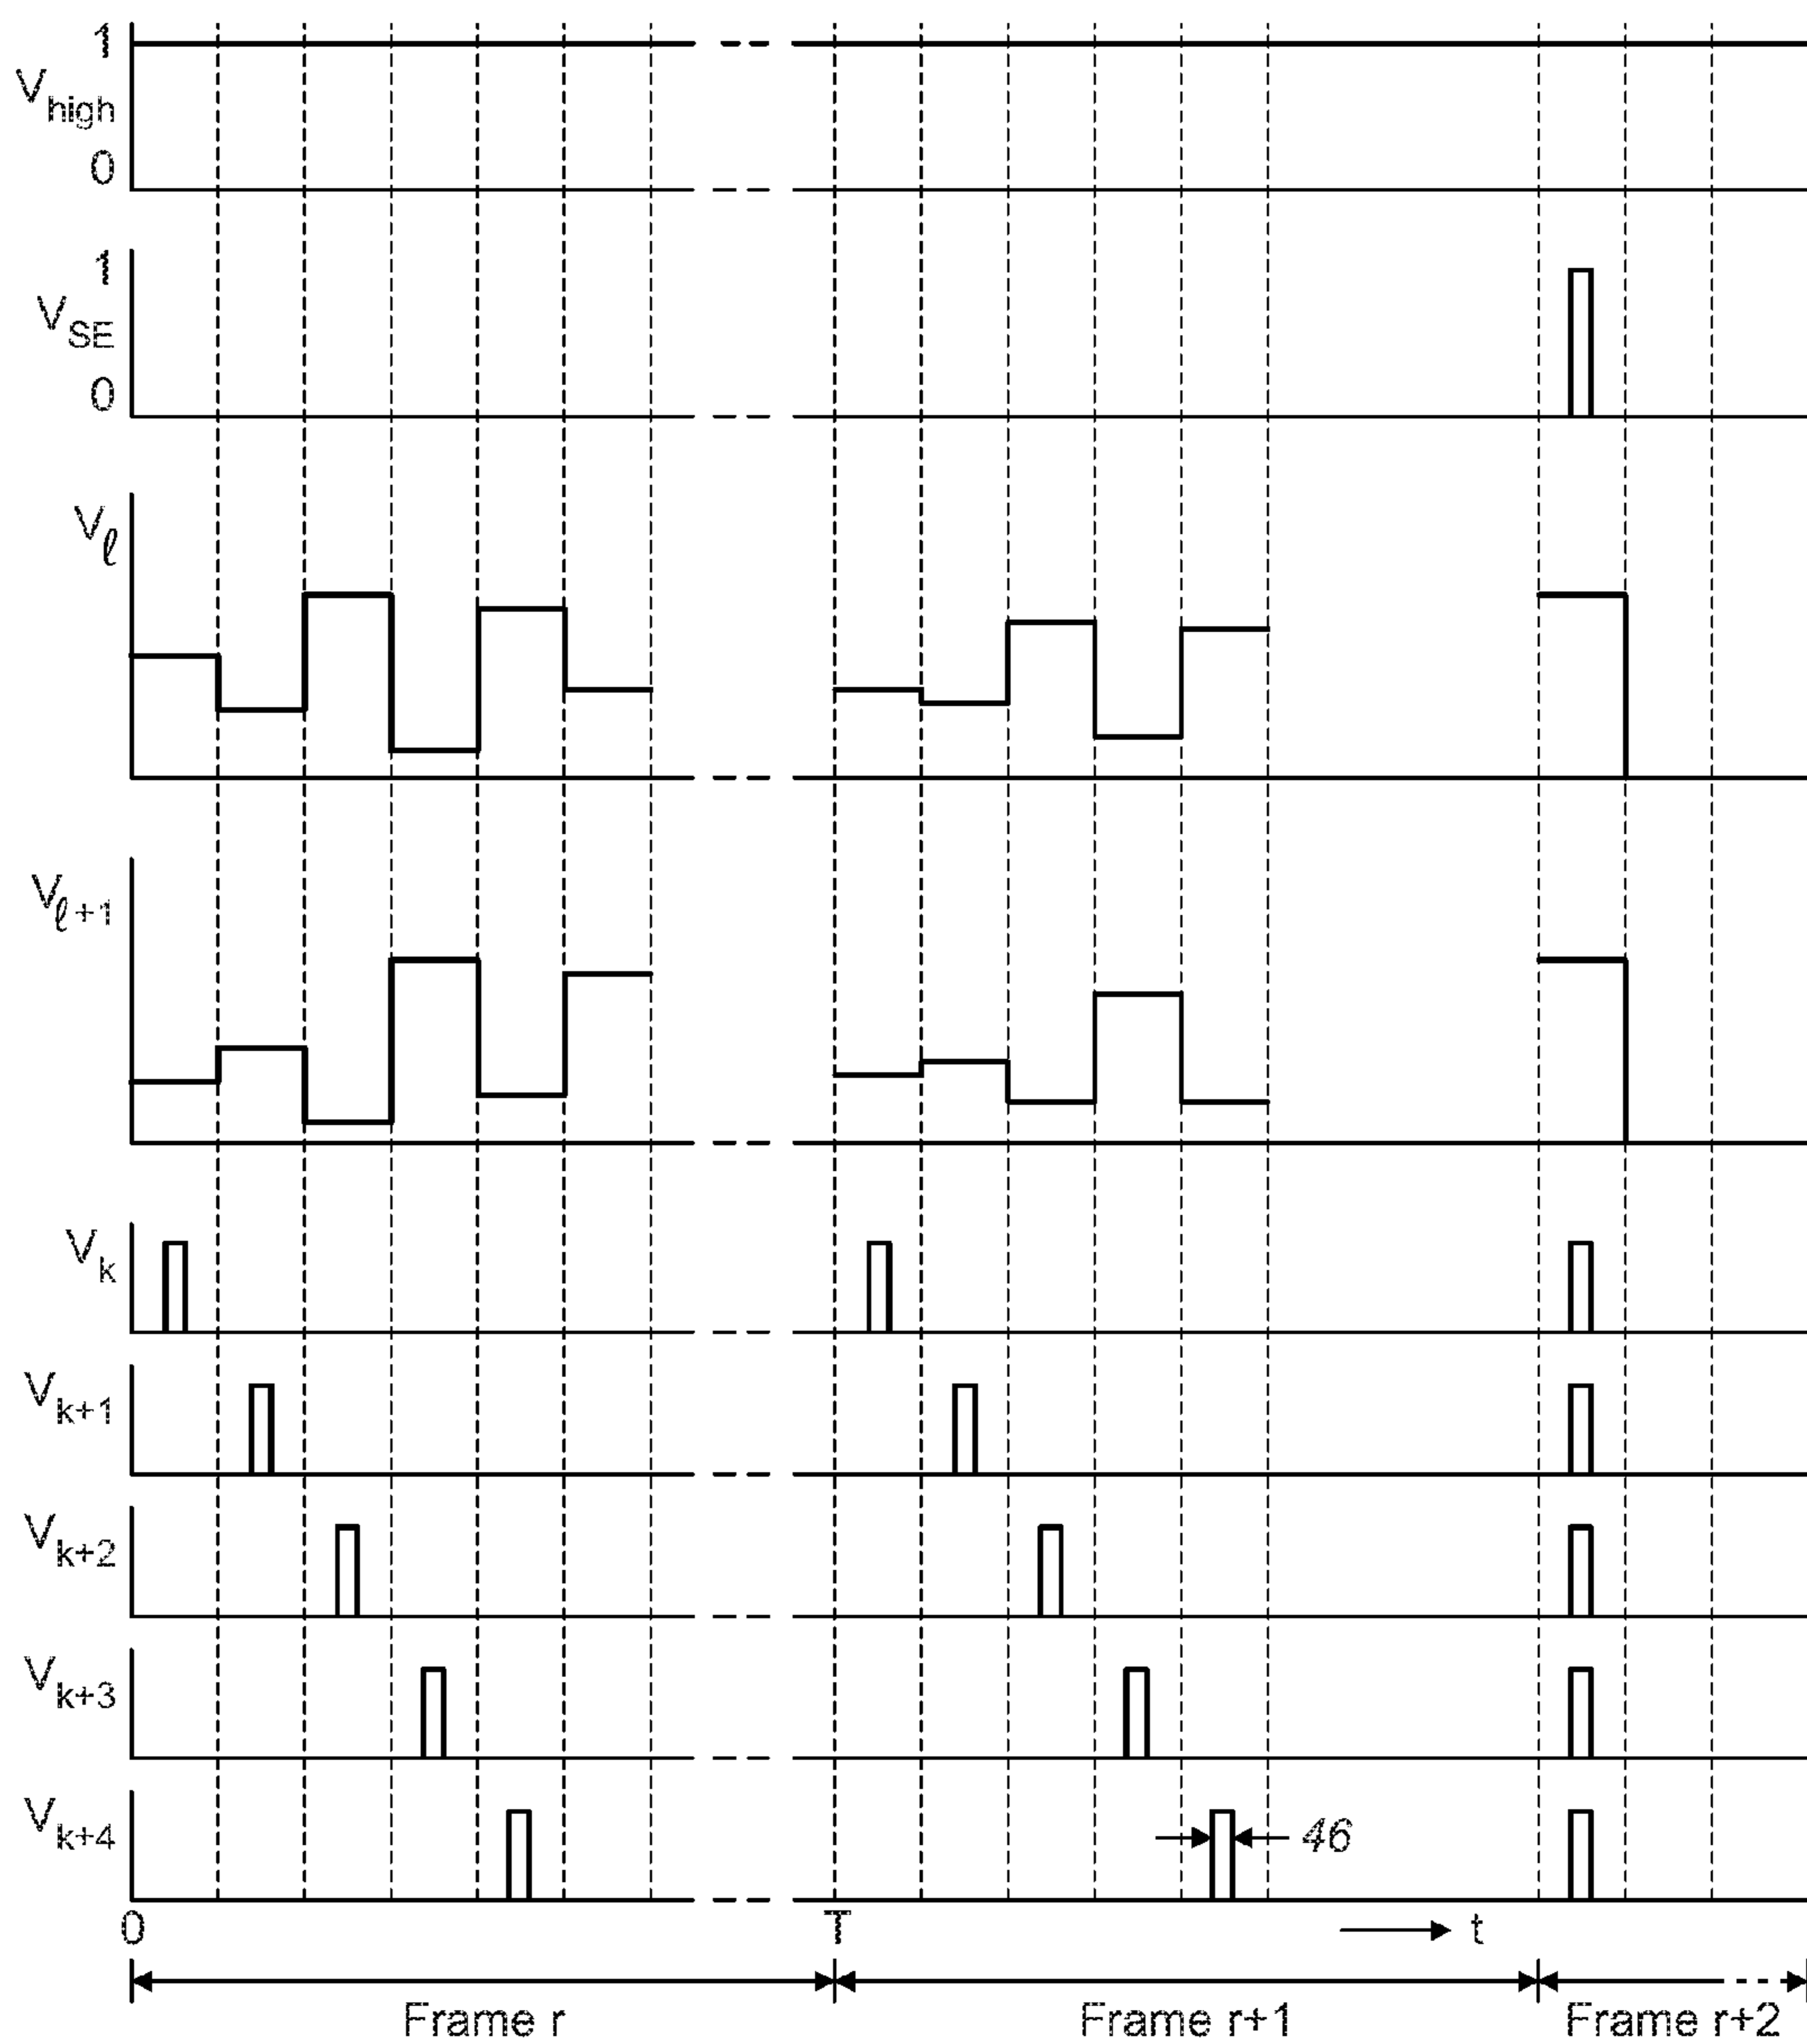 1
V_high
0
1
V_SE
0
V_ℓ
V_ℓ+1
V_k
V_k+1
V_k+2
V_k+3
V_k+4
46
0 T t
Frame r Frame r+1 Frame r+2